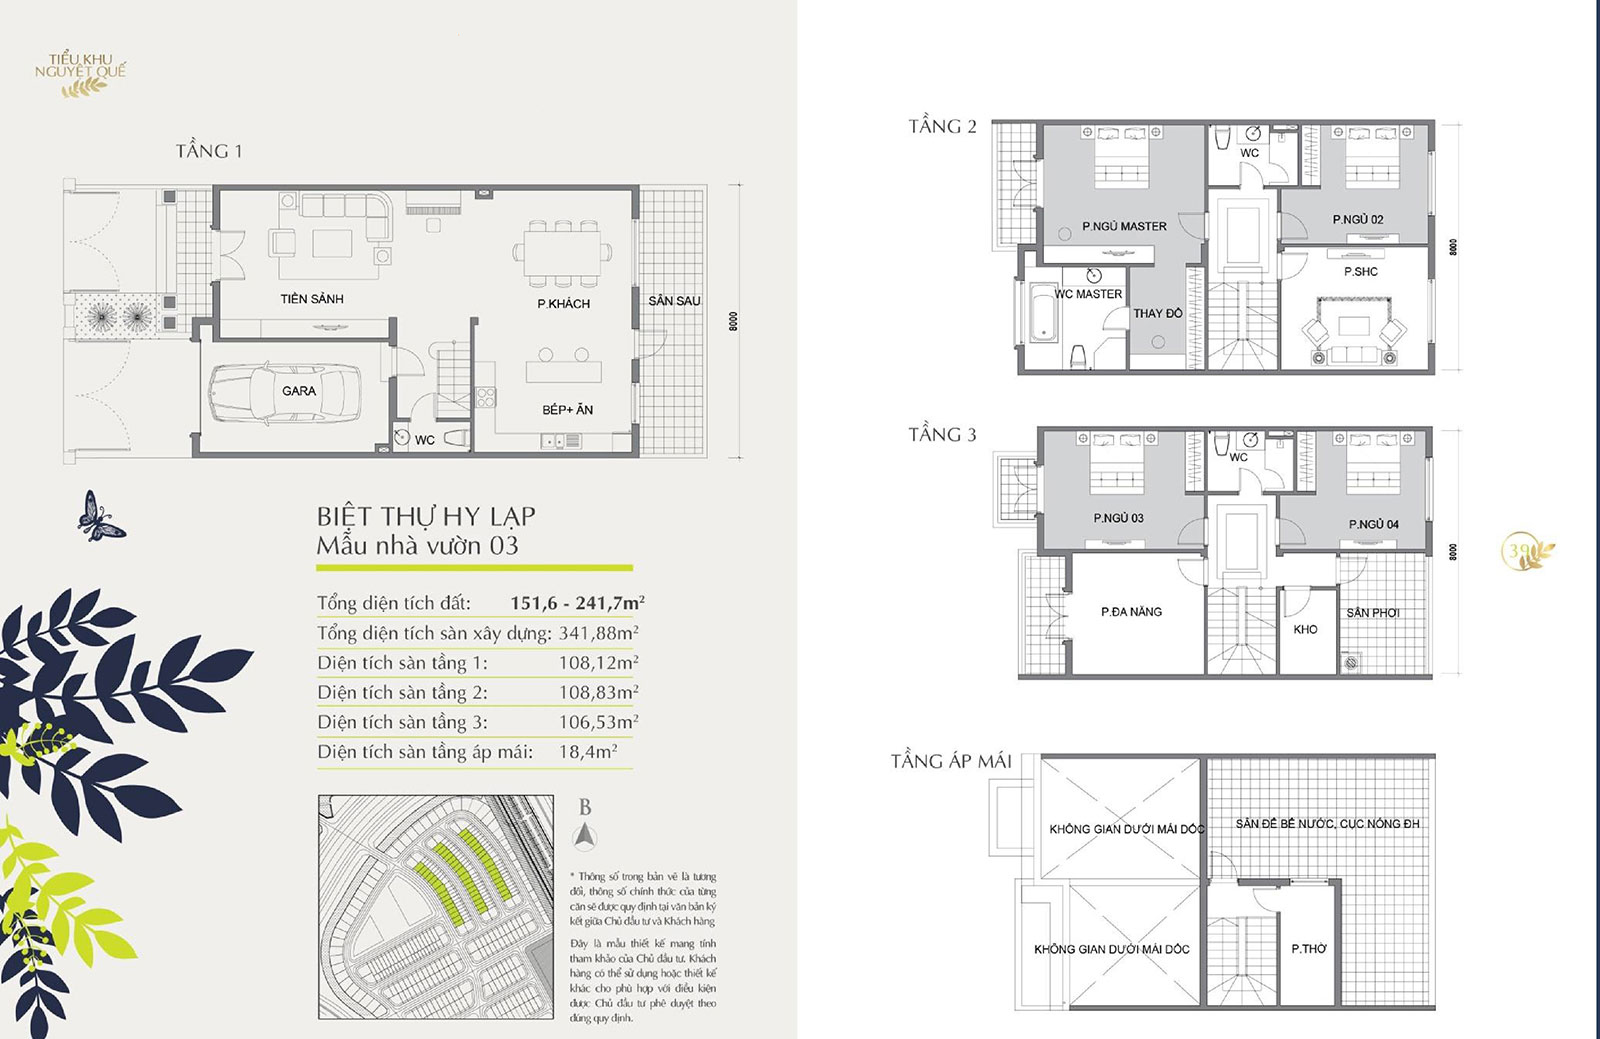 TIỂU KHU
NGUYỆT QUẾ
TẦNG 1
TIỀN SẢNH
P.KHÁCH
SÂN SAU
8000
GARA
BẾP+ ĂN
WC
BIỆT THỰ HY LẠP
Mẫu nhà vườn 03
Tổng diện tích đất: 151,6 - 241,7m²
Tổng diện tích sàn xây dựng: 341,88m²
Diện tích sàn tầng 1: 108,12m²
Diện tích sàn tầng 2: 108,83m²
Diện tích sàn tầng 3: 106,53m²
Diện tích sàn tầng áp mái: 18,4m²
B
* Thông số trong bản vẽ là tương
đối, thông số chính thức của từng
căn sẽ được quy định tại văn bản ký
kết giữa Chủ đầu tư và Khách hàng
Đây là mẫu thiết kế mang tính
tham khảo của Chủ đầu tư. Khách
hàng có thể sử dụng hoặc thiết kế
khác cho phù hợp với điều kiện
được Chủ đầu tư phê duyệt theo
đúng quy định.
TẦNG 2
WC
P.NGỦ MASTER
P.NGỦ 02
8000
P.SHC
WC MASTER
THAY ĐỒ
TẦNG 3
WC
P.NGỦ 03
P.NGỦ 04
8000
P.ĐA NĂNG
SÂN PHƠI
KHO
39
TẦNG ÁP MÁI
KHÔNG GIAN DƯỚI MÁI DỐC
SÂN ĐỂ BỂ NƯỚC, CỤC NÓNG ĐH
KHÔNG GIAN DƯỚI MÁI DỐC
P.THỜ